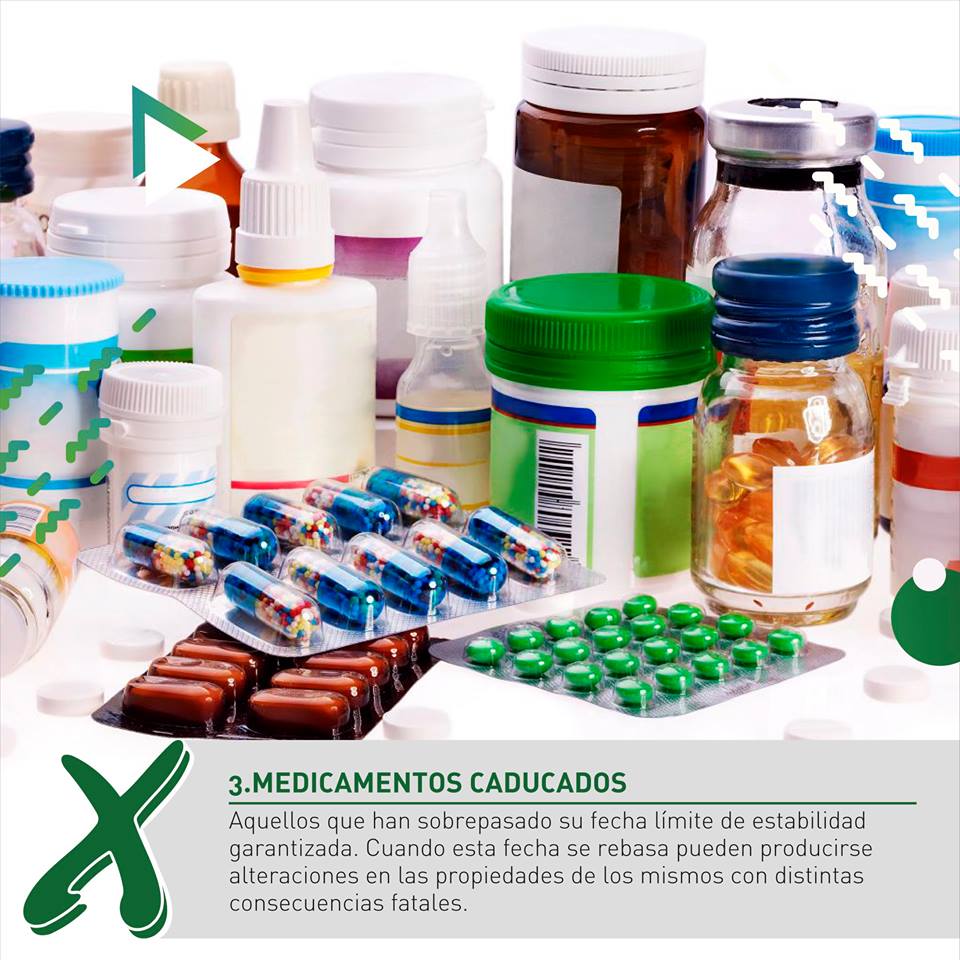 3.MEDICAMENTOS CADUCADOS
Aquellos que han sobrepasado su fecha límite de estabilidad
garantizada. Cuando esta fecha se rebasa pueden producirse
alteraciones en las propiedades de los mismos con distintas
consecuencias fatales.